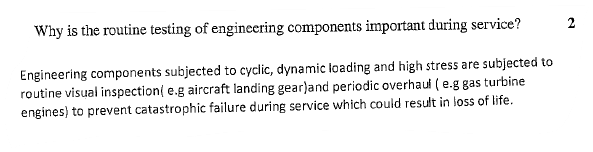 Why is the routine testing of engineering components important during service? 2
Engineering components subjected to cyclic, dynamic loading and high stress are subjected to
routine visual inspection( e.g aircraft landing gear)and periodic overhaul ( e.g gas turbine
engines) to prevent catastrophic failure during service which could result in loss of life.